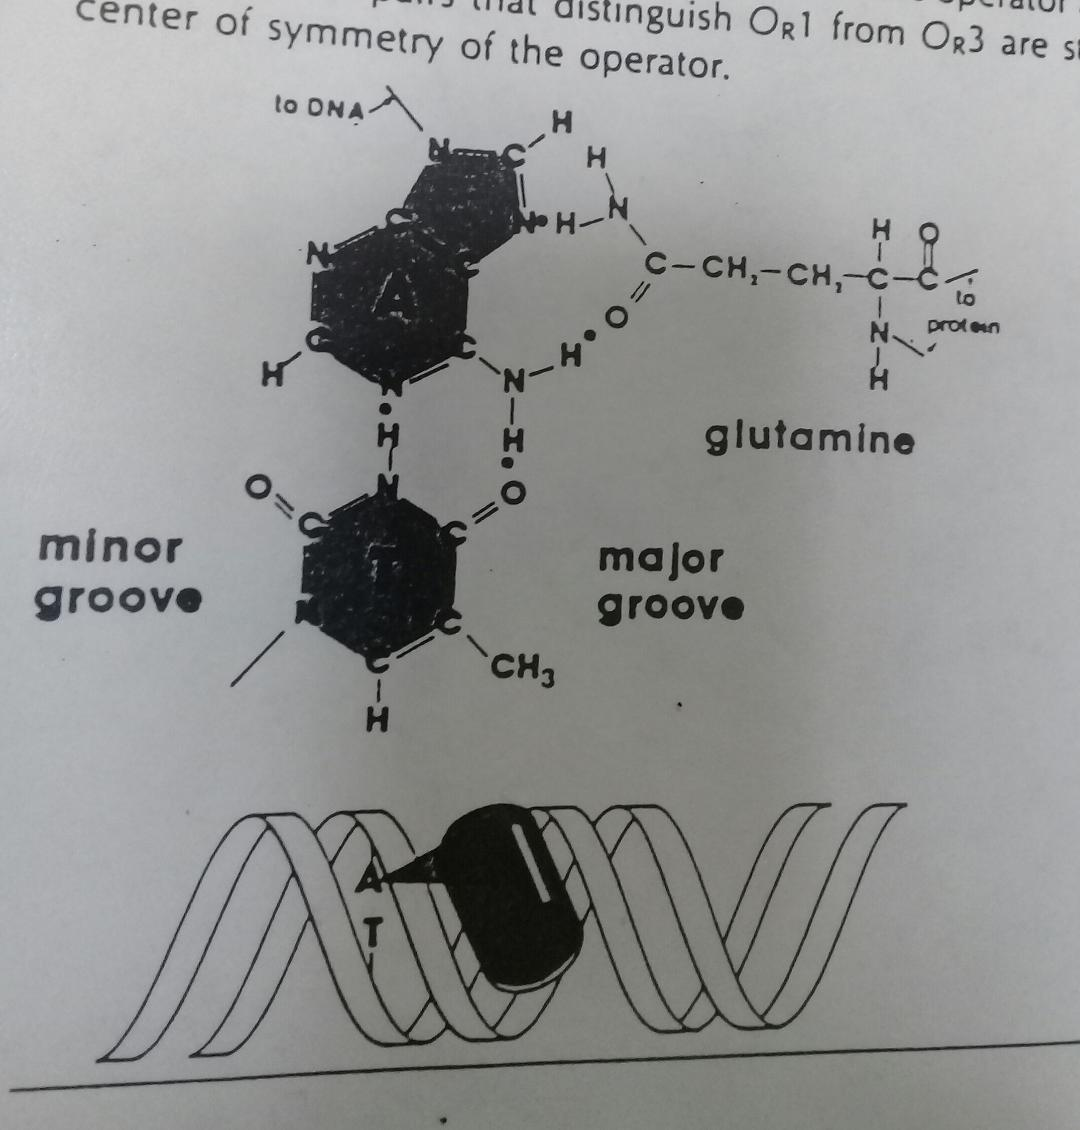 that distinguish OR1 from OR3 are
center of symmetry of the operator.
to DNA
H
N C H
N H N
C
N
C C—CH2—CH2—C—C
H O
A
to
protein
O
N
H
C C H
H
N N
H
glutamine
H H
O N O
C C
minor
groove
T
major
groove
N C
C CH3
H
A
T